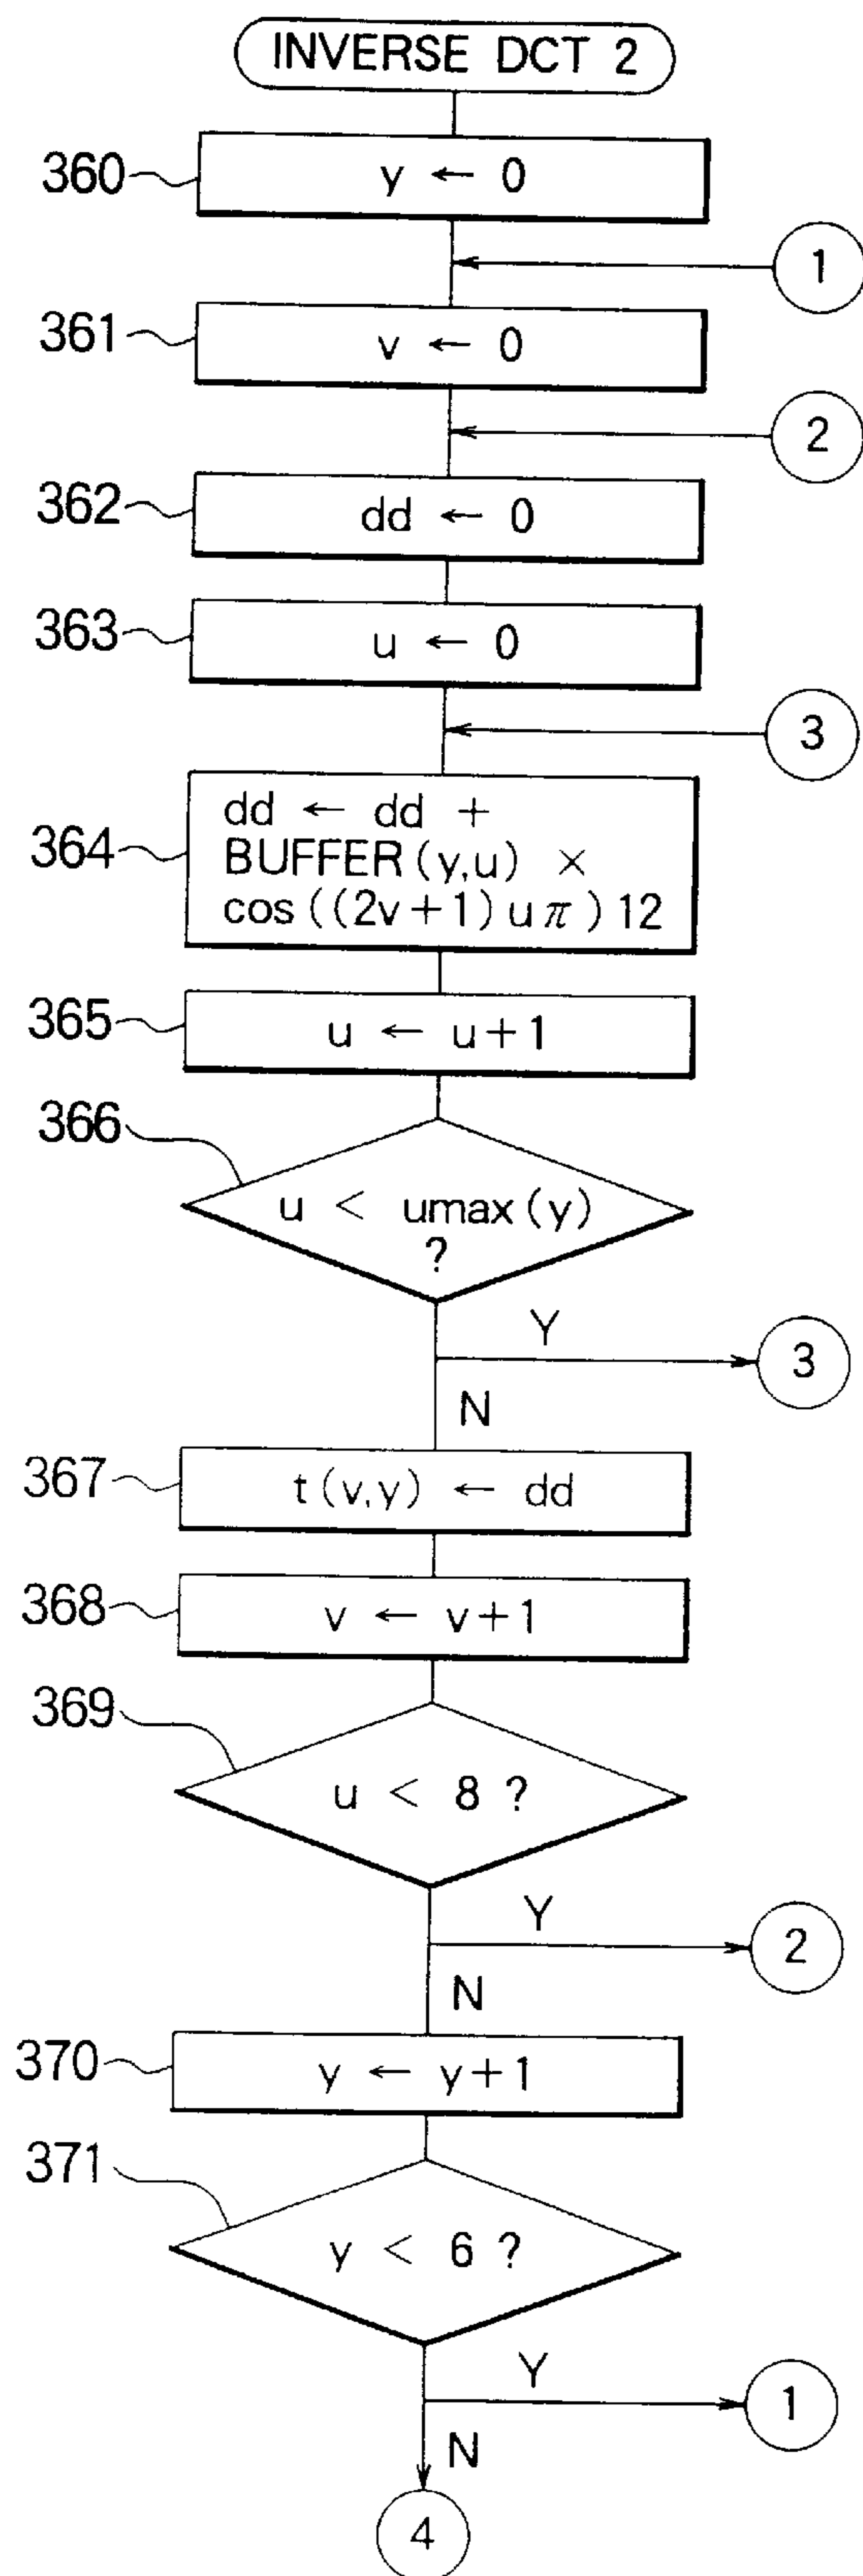 INVERSE DCT 2
360
y ← 0
1
361
v ← 0
2
362
dd ← 0
363
u ← 0
3
364
dd ← dd +
BUFFER(y,u) ×
cos((2v+1)uπ)12
365
u ← u+1
366
u < umax(y)
?
Y
3
N
367
t(v,y) ← dd
368
v ← v+1
369
u < 8 ?
Y
2
N
370
y ← y+1
371
y < 6 ?
Y
1
N
4